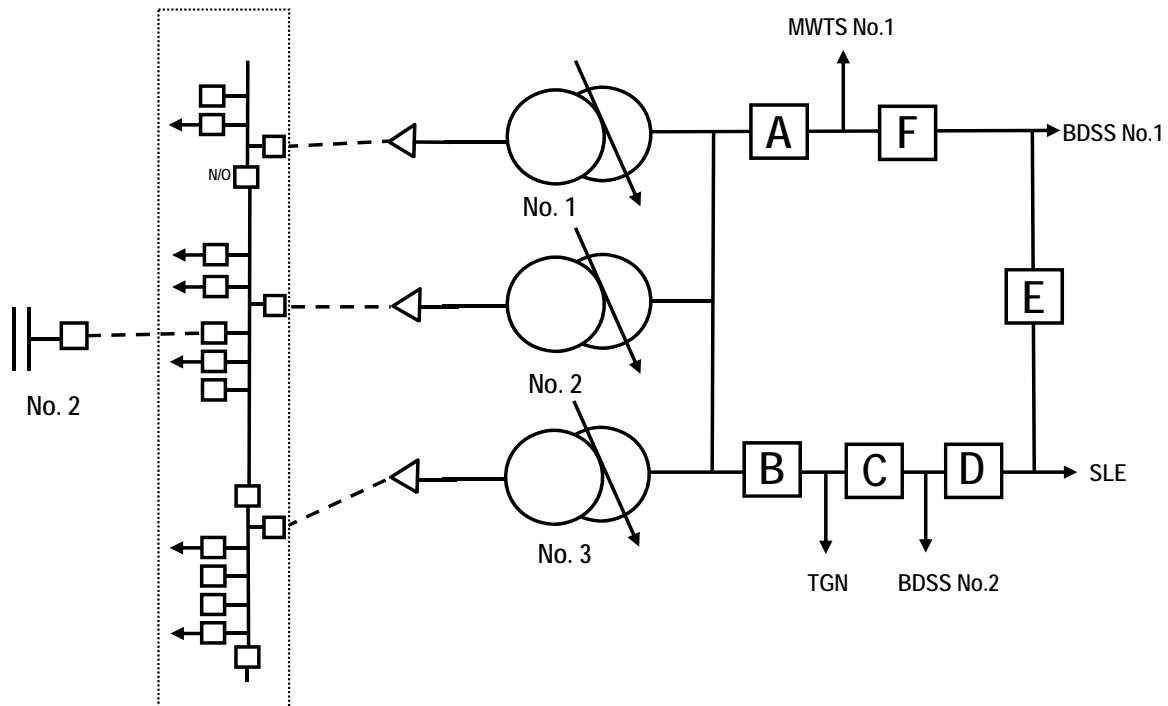 MWTS No.1
A
F
BDSS No.1
N/O
No. 1
E
No. 2
No. 2
B
C
D
SLE
No. 3
TGN
BDSS No.2